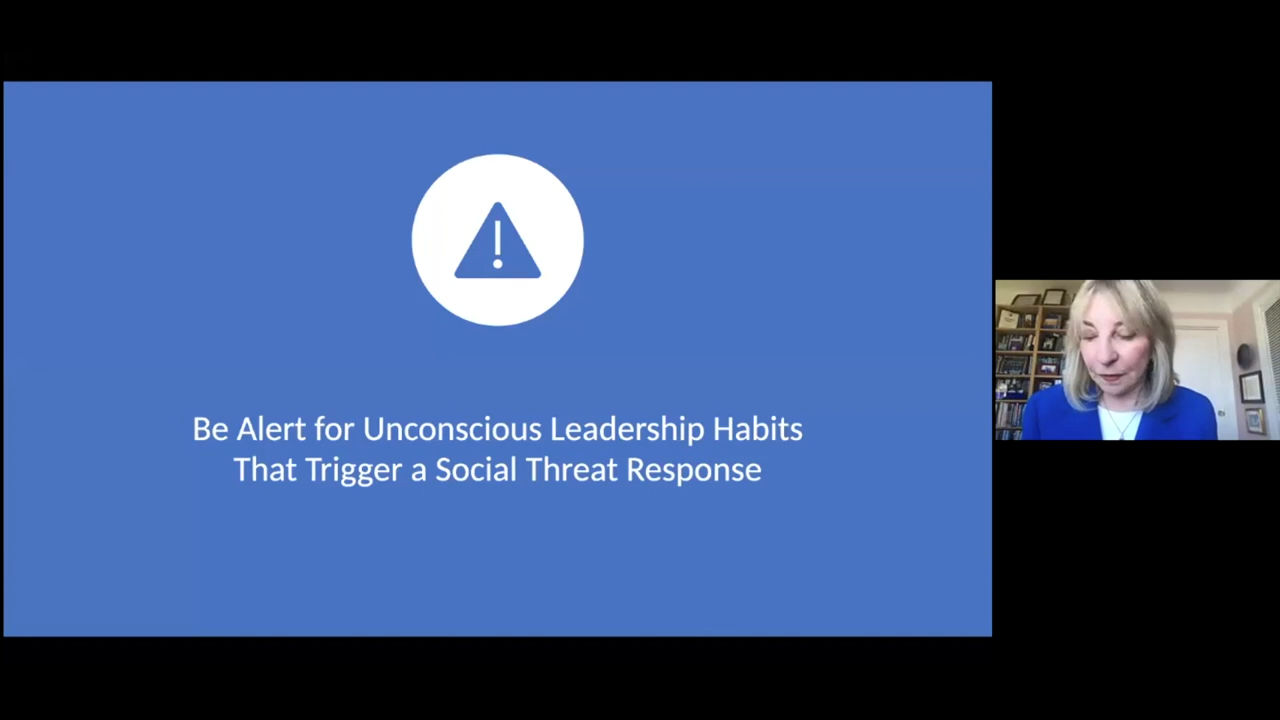 Be Alert for Unconscious Leadership Habits
That Trigger a Social Threat Response